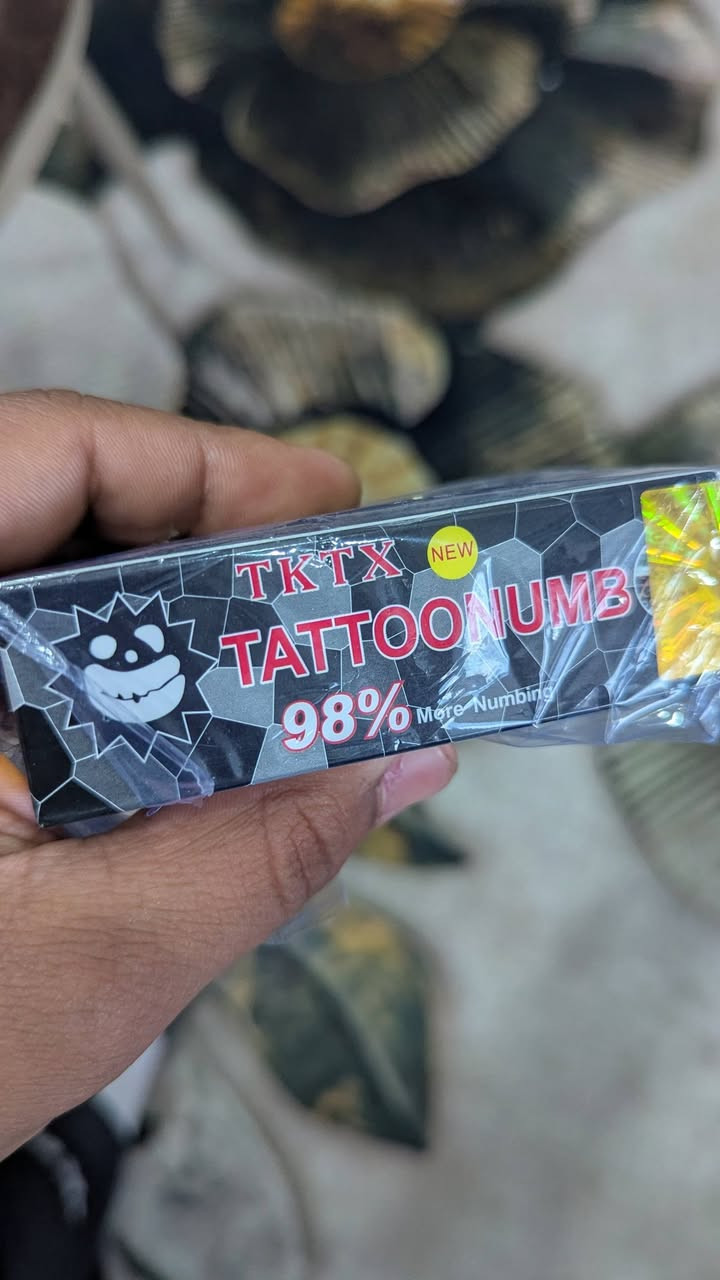 TKTX NEW
TATTOONUMB
98% More Numbing